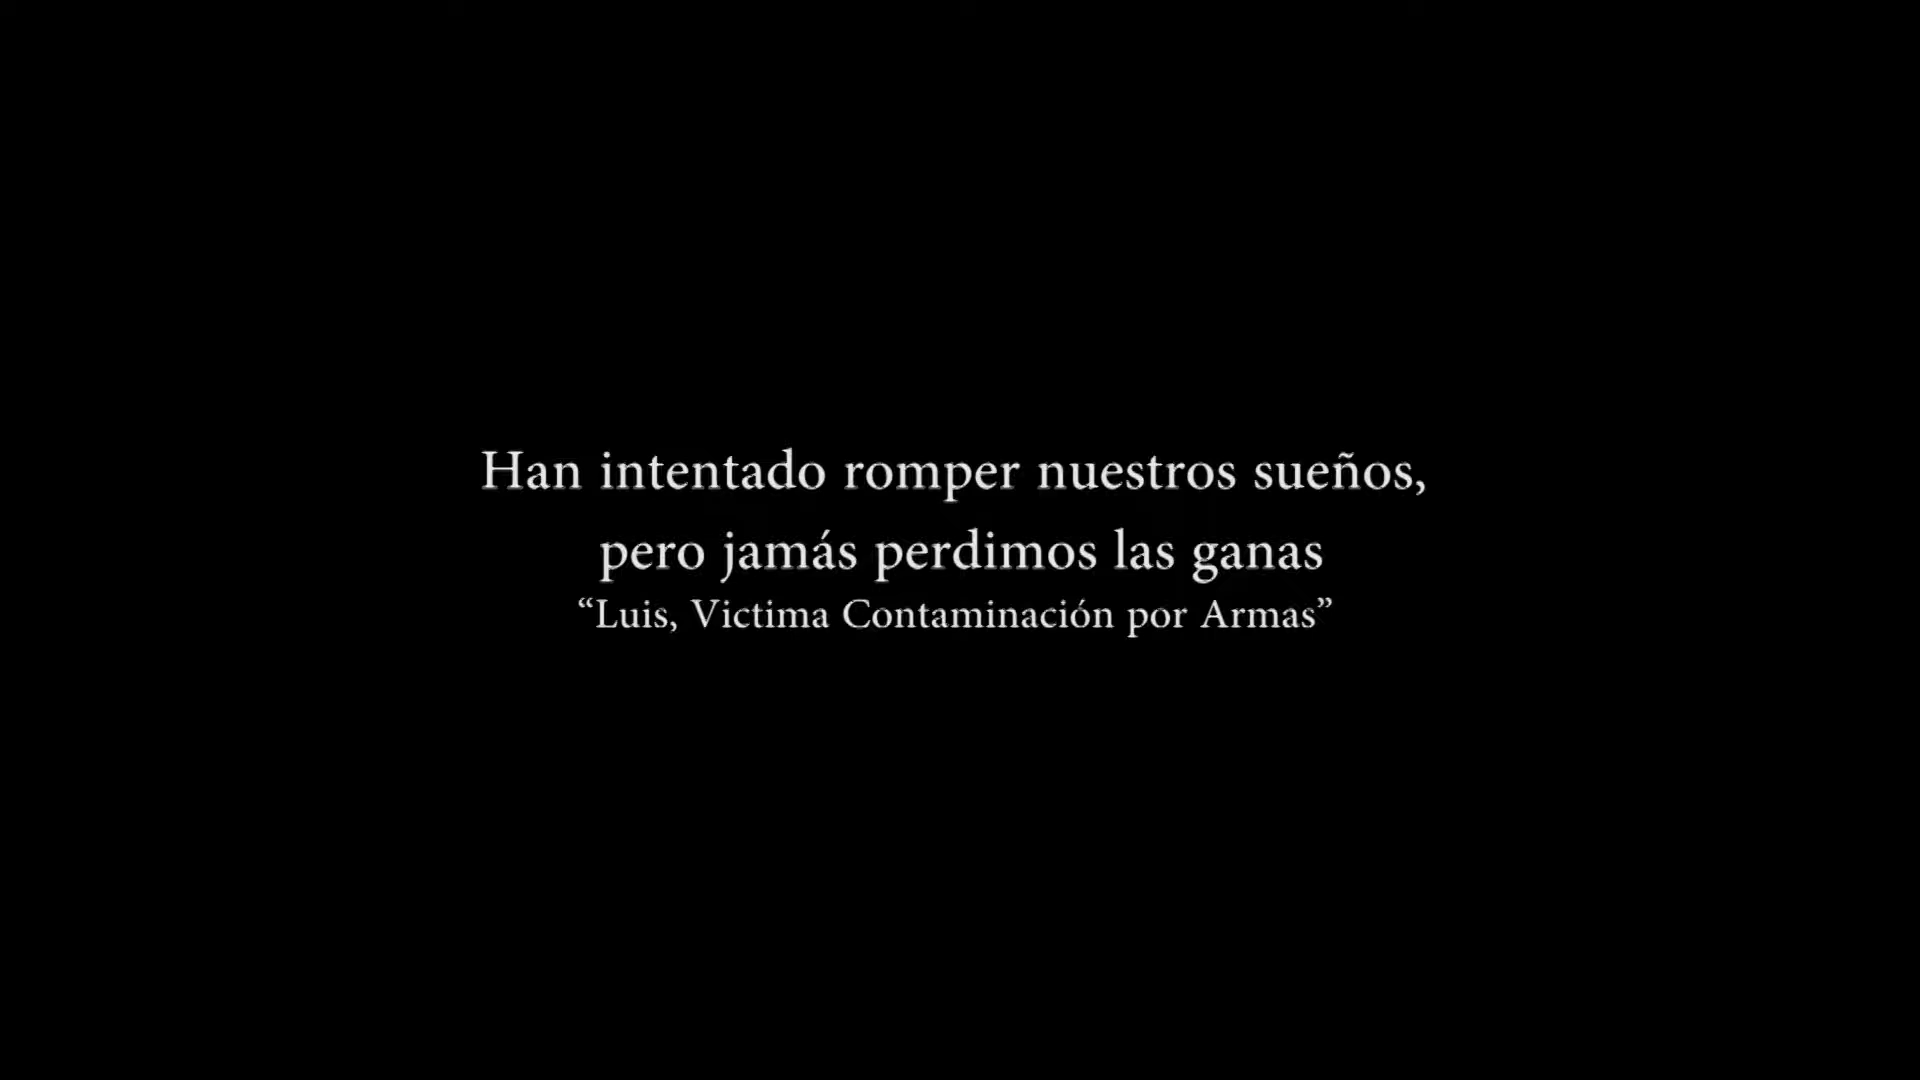 Han intentado romper nuestros sueños,
pero jamás perdimos las ganas
“Luis, Victima Contaminación por Armas”